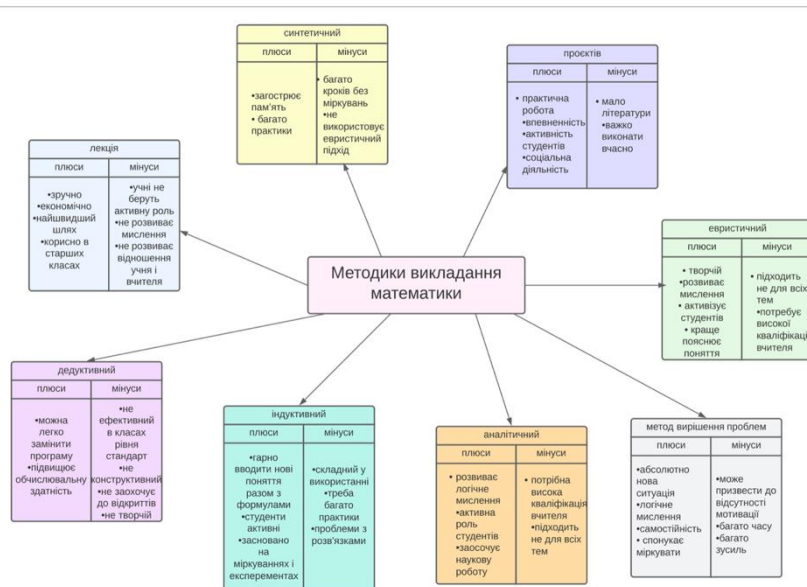 синтетичний
плюси
мінуси
•загострює
пам'ять
• багато
практики
• багато
кроків без
міркувань
•не
використовує
евристичний
підхід
проєктів
плюси
мінуси
• практична
робота
•впевненність
•активність
студентів
•соціальна
діяльність
• мало
літератури
•важко
виконати
вчасно
лекція
плюси
мінуси
•зручно
•економічно
•найшвидший
шлях
•корисно в
старших
класах
•учні не
беруть
активну роль
•не розвиває
мислення
•не розвиває
відношення
учня і
вчителя
Методики викладання
математики
евристичний
плюси
мінуси
• творчій
•розвиває
мислення
• активізує
студентів
• краще
пояснює
поняття
• підходить
не для всіх
тем
•потребує
високої
кваліфікаці
вчителя
дедуктивний
плюси
мінуси
•можна
легко
замінити
програму
•підвищює
обчислювальну
здатність
•не
ефективний
в класах
рівня
стандарт
•не
конструктивний
•не заохочує
до відкриттів
•не творчій
індуктивний
плюси
мінуси
•гарно
вводити нові
поняття
разом з
формулами
•студенти
активні
•засновано
на
міркуваннях і
експерементах
•складний у
використанні
•треба
багато
практики
•проблеми з
розв'язками
аналітичний
плюси
мінуси
• розвиває
логічне
мислення
•активна
роль
студентів
•заосочує
наукову
роботу
• потрібна
висока
кваліфікація
вчителя
•підходить
не для всіх
тем
метод вирішення проблем
плюси
мінуси
•абсолютно
нова
ситуація
•логічне
мислення
•самостійність
• спонукає
міркувати
•може
призвести до
відсутності
мотивації
•багато часу
•багато
зусиль